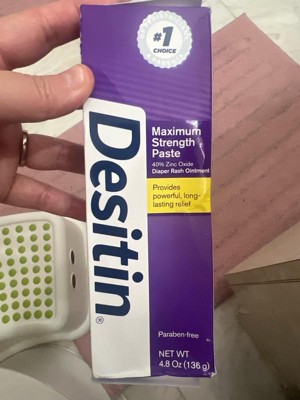 #1
CHOICE
Desitin®
Maximum
Strength
Paste
40% Zinc Oxide
Diaper Rash Ointment
Provides
powerful, long-
lasting relief
Paraben-free
NET WT
4.8 Oz (136 g)